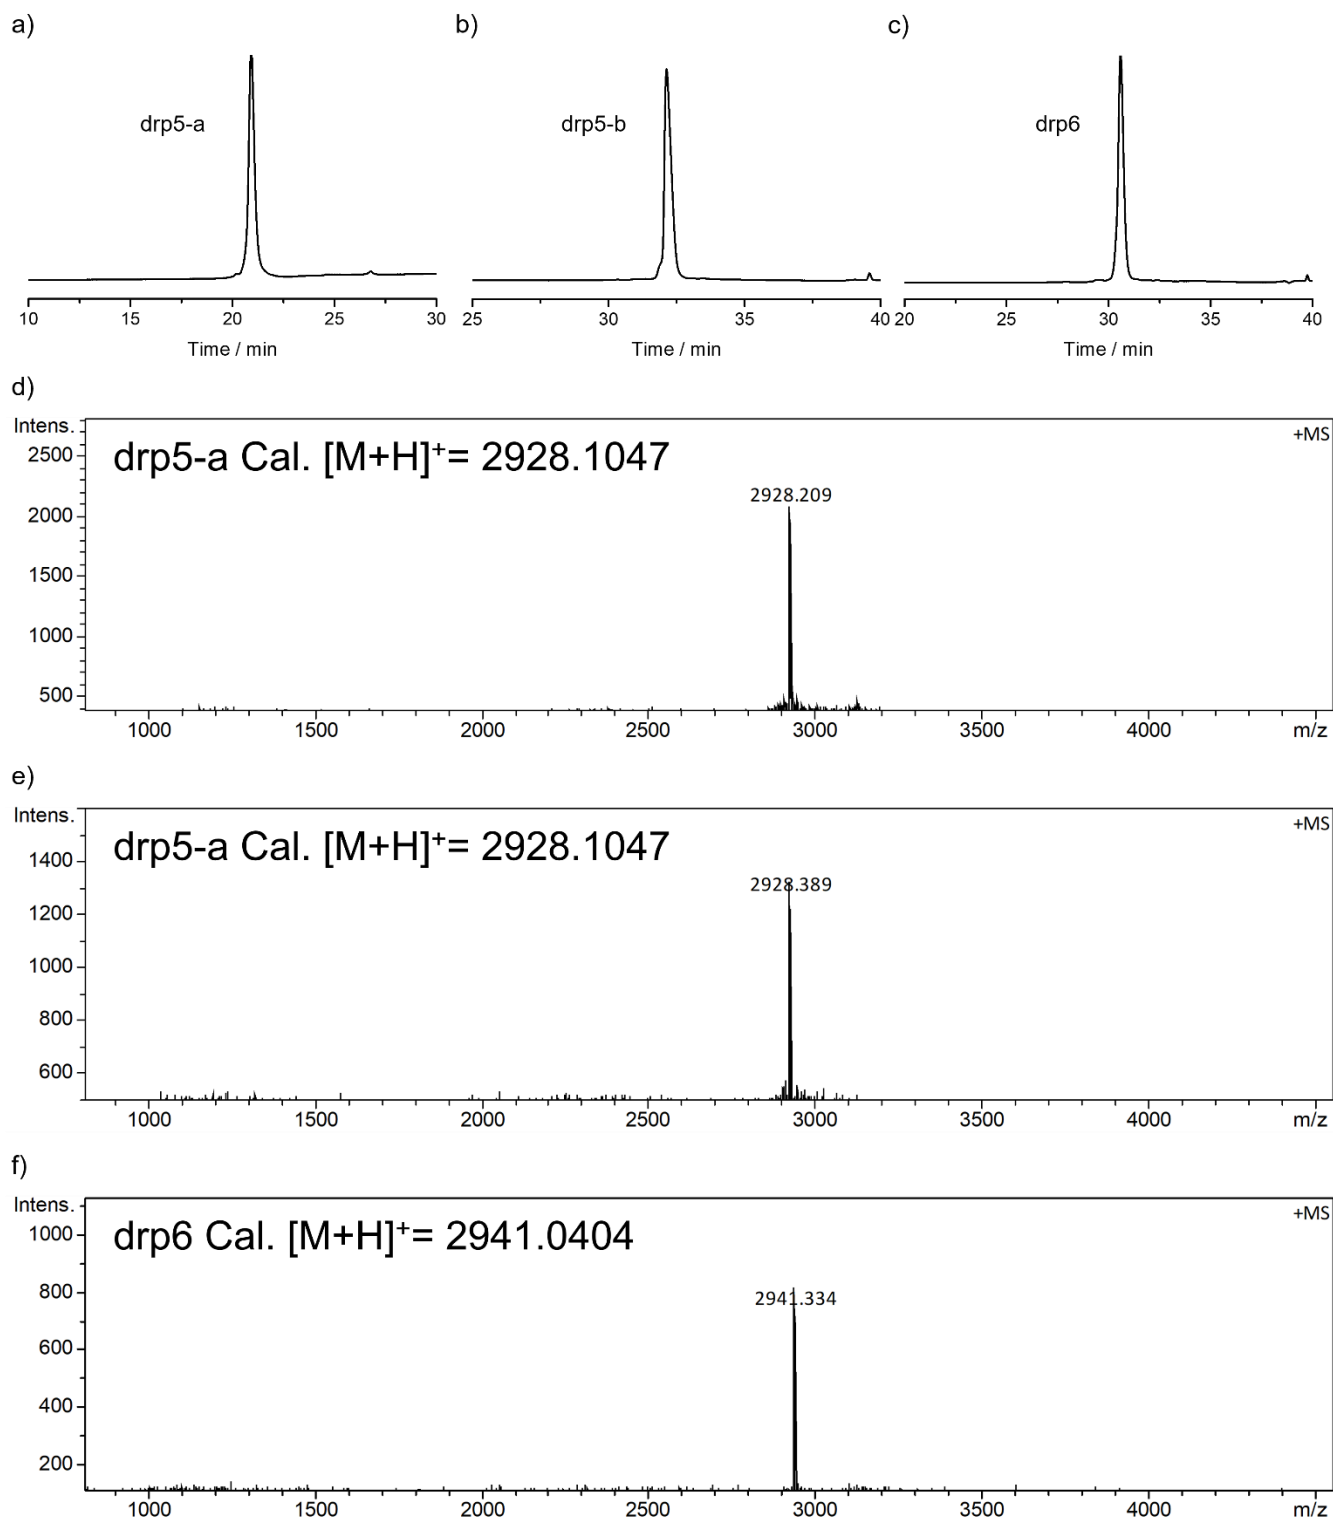 a)
b)
c)
drp5-a
drp5-b
drp6
10 15 20 25 30
25 30 35 40
20 25 30 35 40
Time / min
Time / min
Time / min
d)
Intens.
+MS
drp5-a Cal. [M+H]⁺= 2928.1047
2500
2928.209
2000
1500
1000
500
1000 1500 2000 2500 3000 3500 4000 m/z
e)
Intens.
+MS
drp5-a Cal. [M+H]⁺= 2928.1047
1400
2928.389
1200
1000
800
600
1000 1500 2000 2500 3000 3500 4000 m/z
f)
Intens.
+MS
drp6 Cal. [M+H]⁺= 2941.0404
1000
800
2941.334
600
400
200
1000 1500 2000 2500 3000 3500 4000 m/z